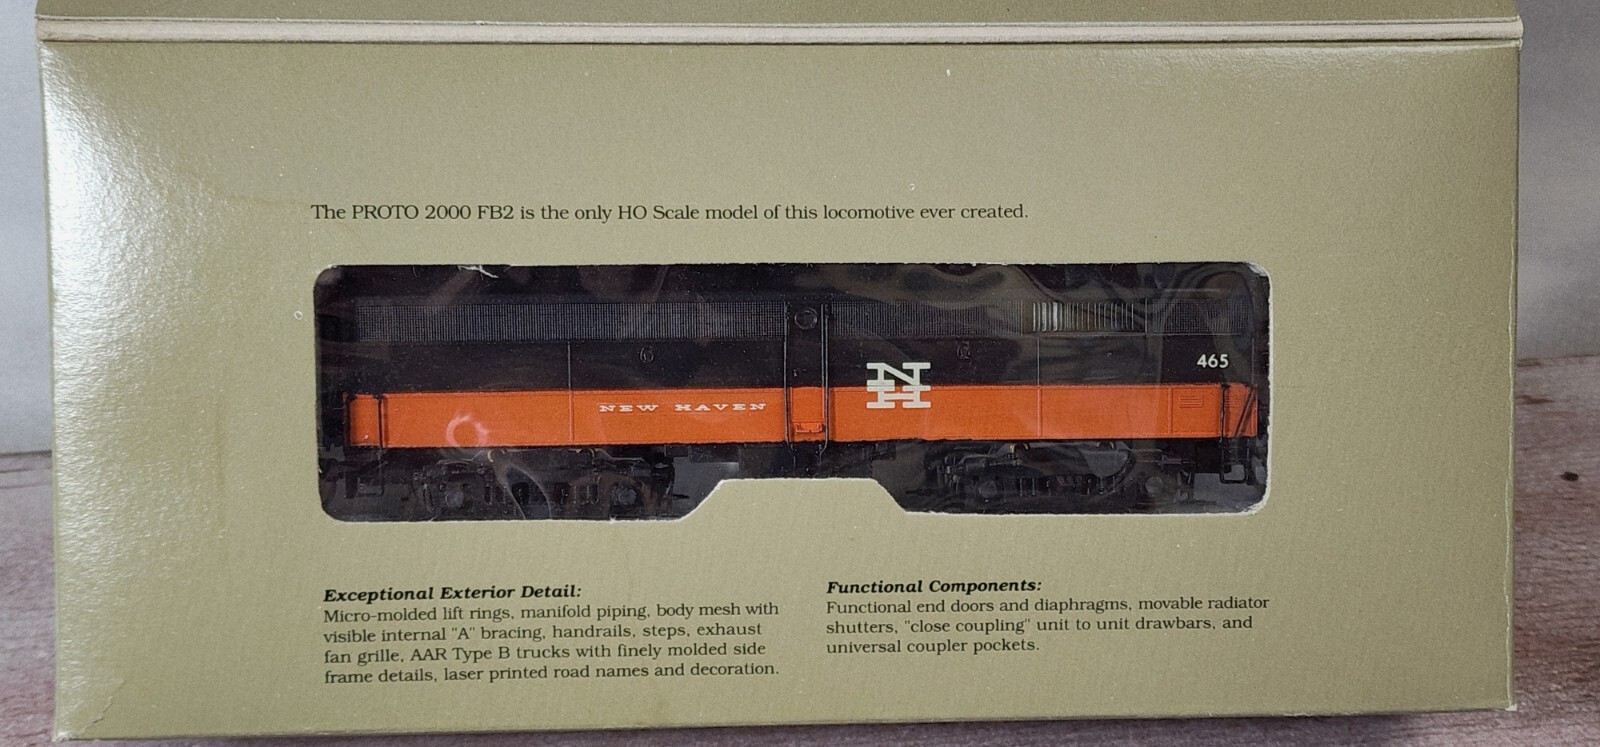 The PROTO 2000 FB2 is the only HO Scale model of this locomotive ever created.
465
NH
NEW HAVEN
Exceptional Exterior Detail:
Micro-molded lift rings, manifold piping, body mesh with
visible internal "A" bracing, handrails, steps, exhaust
fan grille, AAR Type B trucks with finely molded side
frame details, laser printed road names and decoration.
Functional Components:
Functional end doors and diaphragms, movable radiator
shutters, "close coupling" unit to unit drawbars, and
universal coupler pockets.